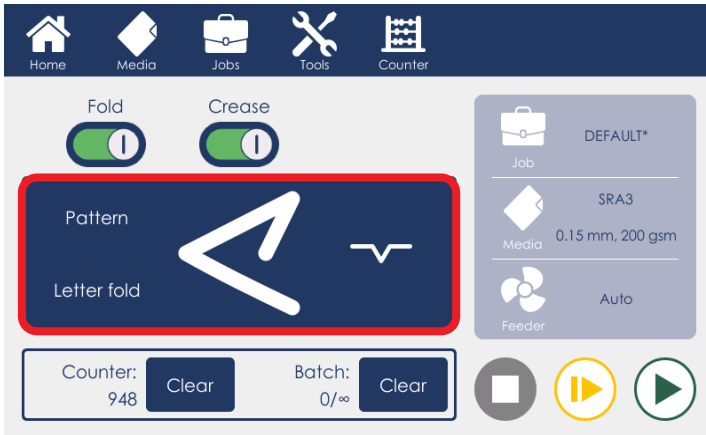 Home Media Jobs Tools Counter
Fold Crease
DEFAULT*
Job
Pattern
SRA3
Media
0.15 mm, 200 gsm
Letter fold
Auto
Feeder
Counter:
948
Clear
Batch:
0/∞
Clear